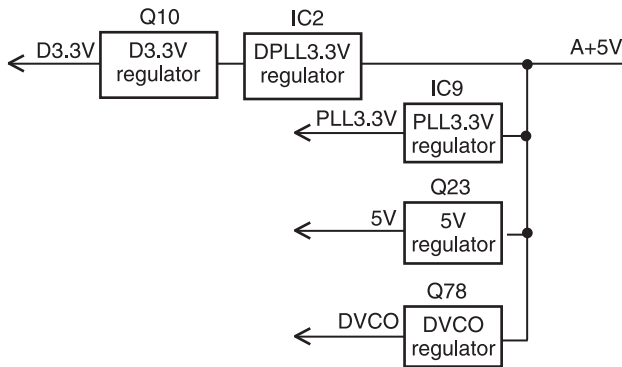 Q10
IC2
D3.3V
D3.3V
regulator
DPLL3.3V
regulator
A+5V
IC9
PLL3.3V
PLL3.3V
regulator
Q23
5V
5V
regulator
Q78
DVCO
DVCO
regulator